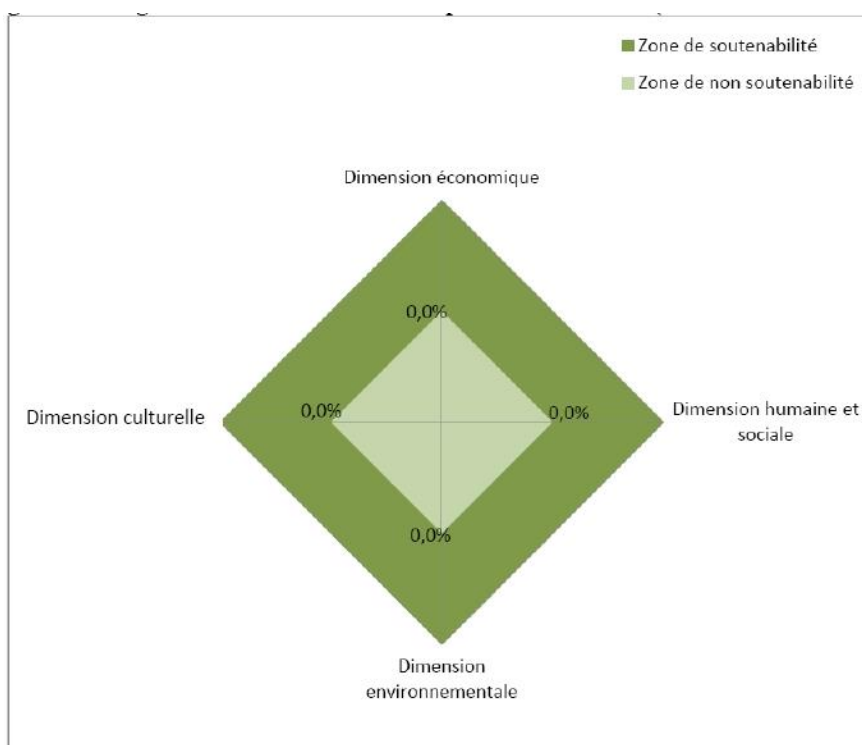 Zone de soutenabilité
Zone de non soutenabilité
Dimension économique
0,0%
Dimension culturelle
0,0%
0,0%
Dimension humaine et
sociale
0,0%
Dimension
environnementale